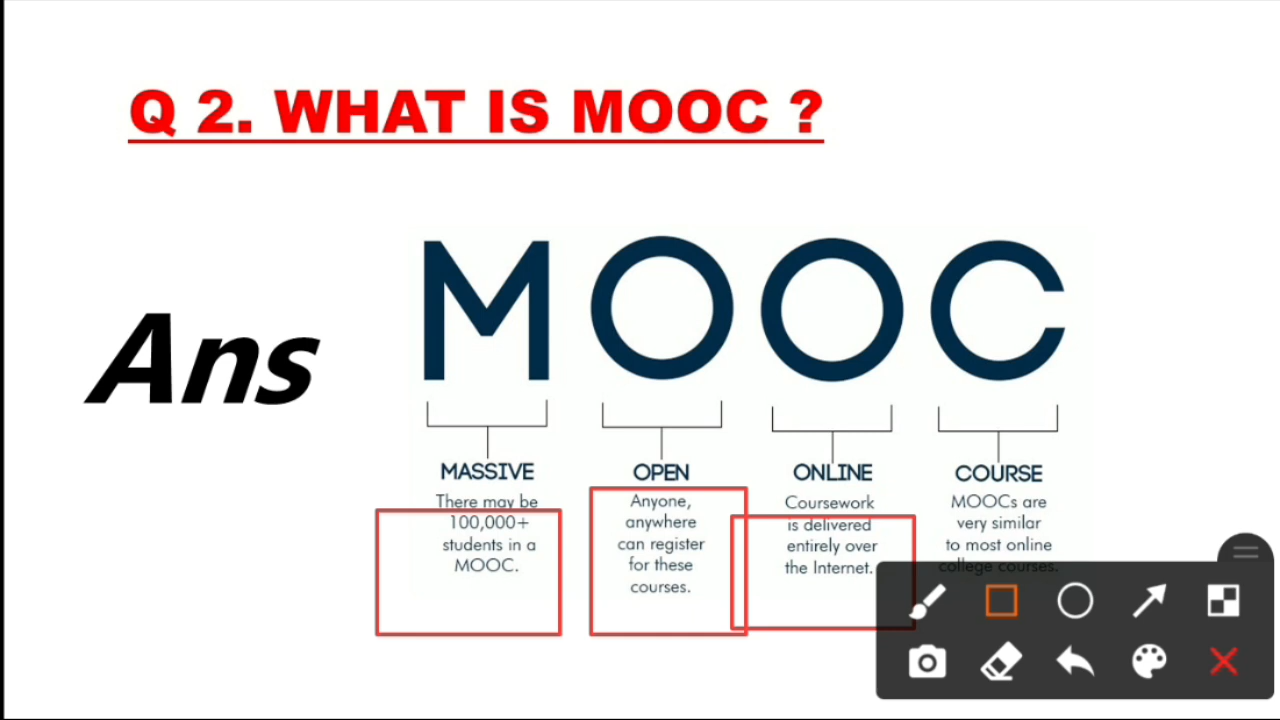 Q 2. WHAT IS MOOC ?
Ans
MOOC
MASSIVE
There may be
100,000+
students in a
MOOC.
OPEN
Anyone,
anywhere
can register
for these
courses.
ONLINE
Coursework
is delivered
entirely over
the Internet.
COURSE
MOOCs are
very similar
to most online
college courses.